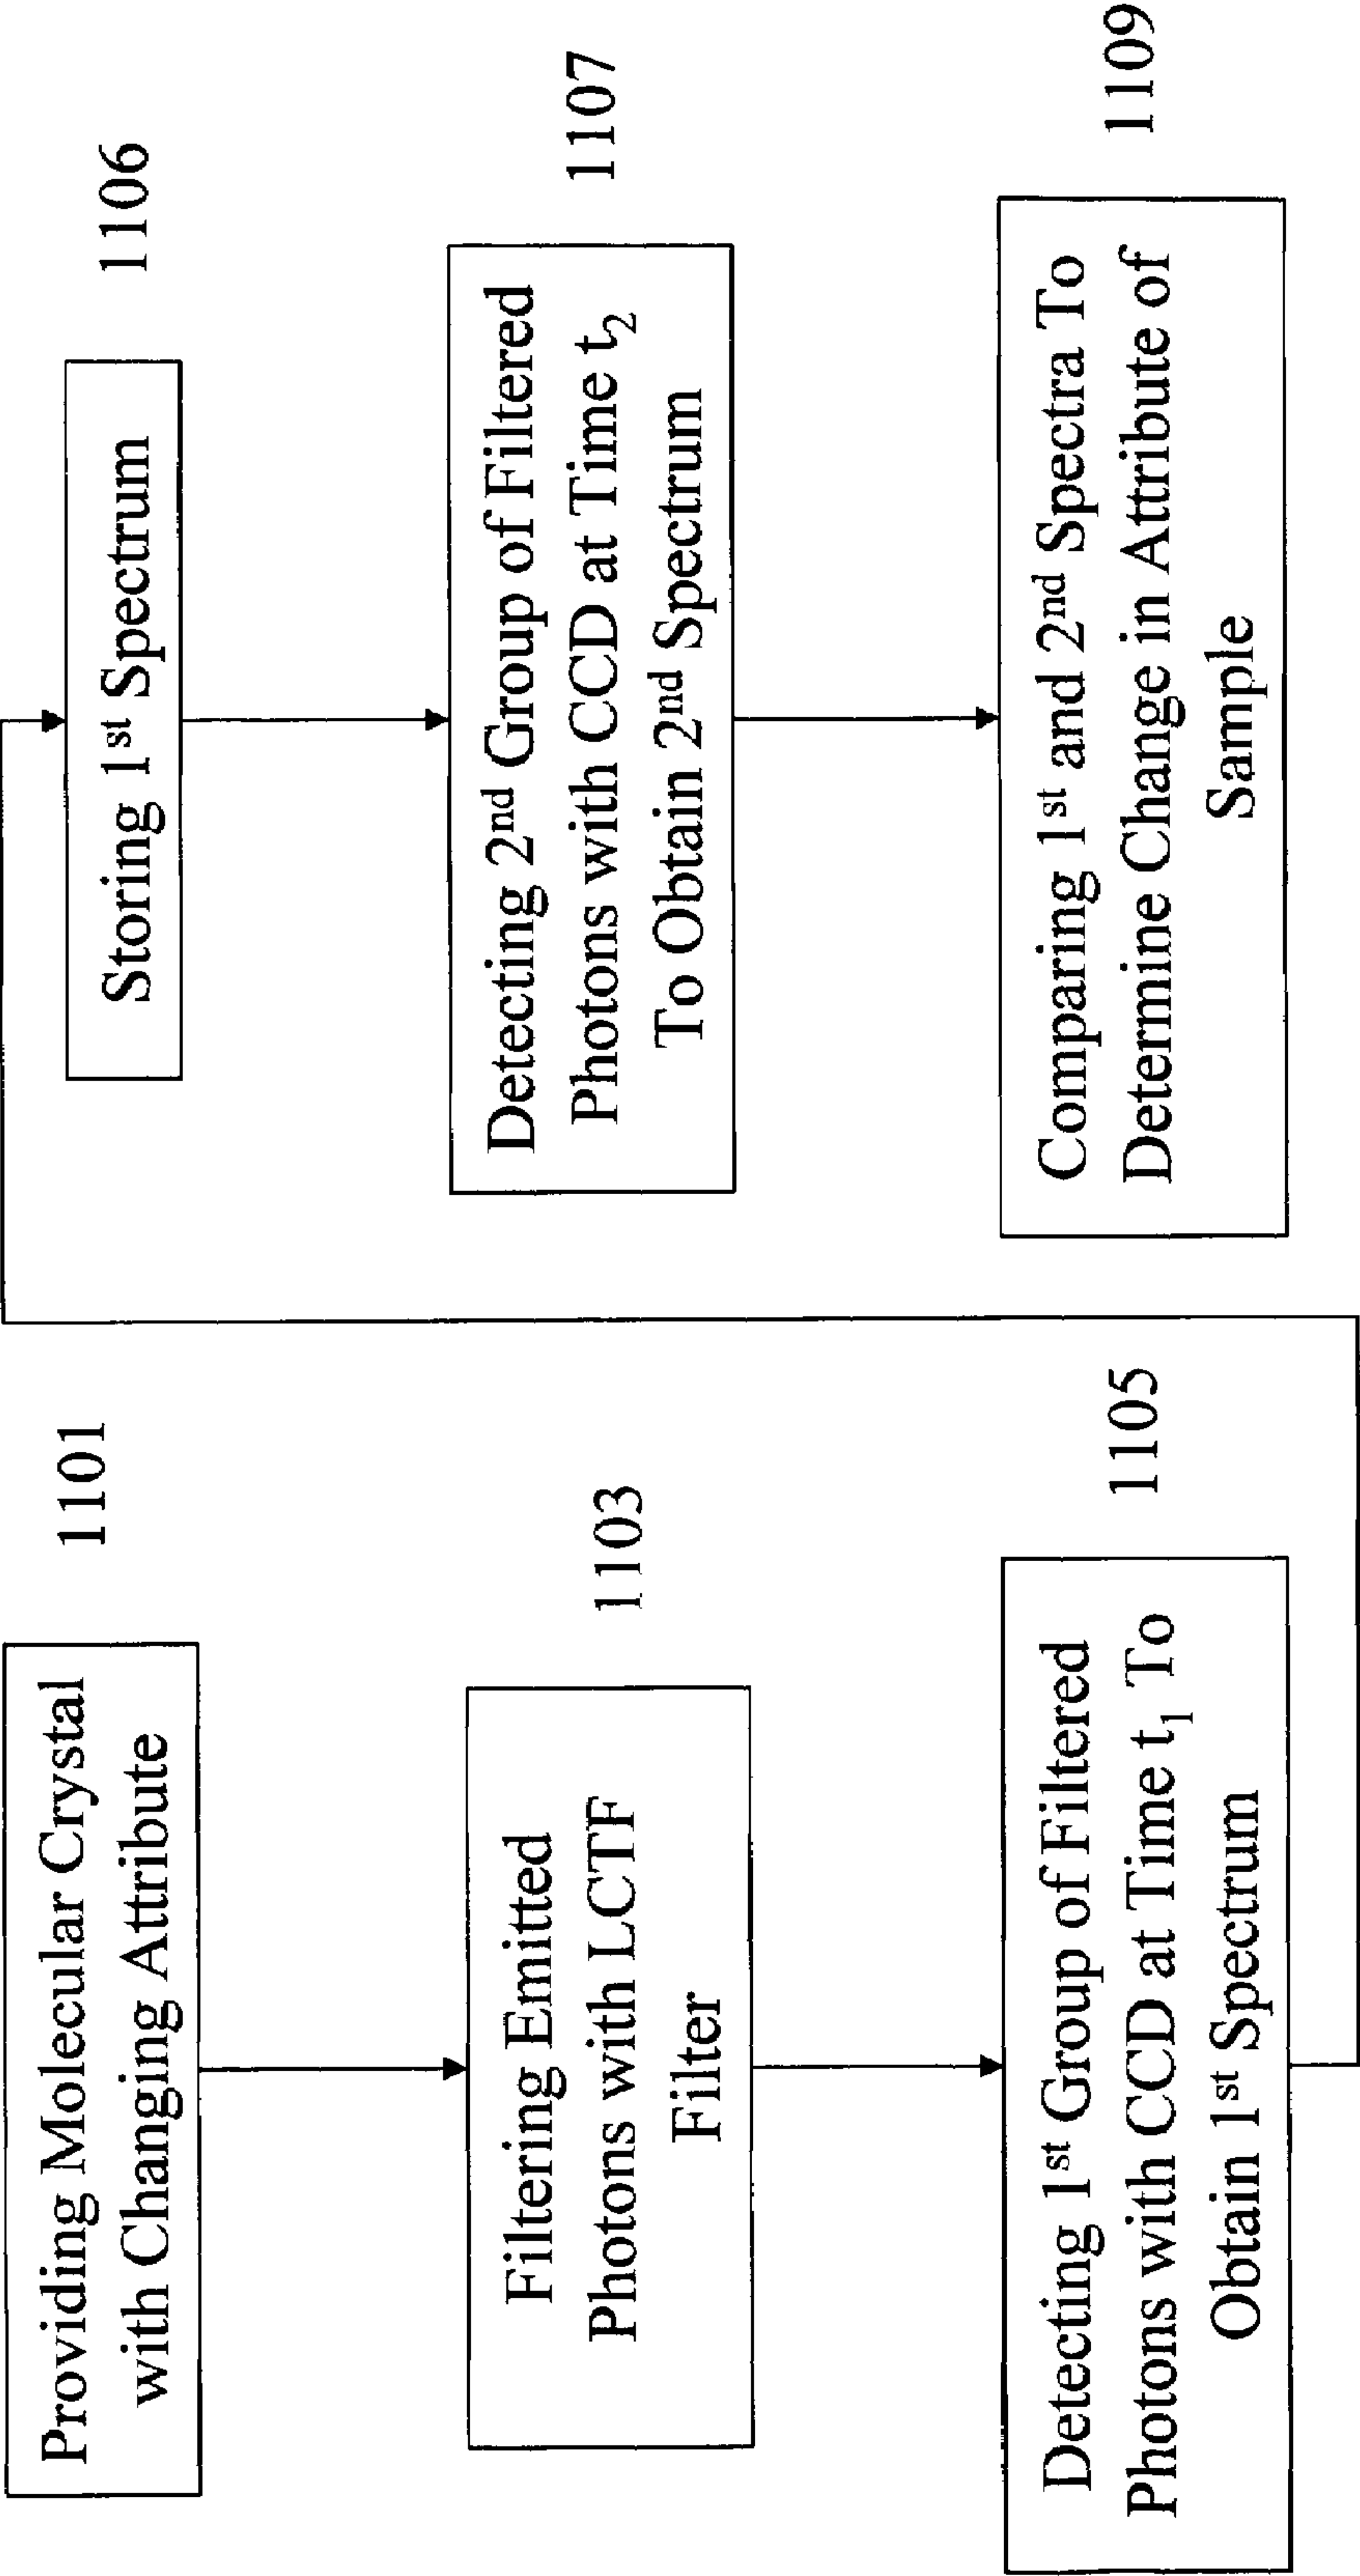 Providing Molecular Crystal
with Changing Attribute
1101
Filtering Emitted
Photons with LCTF
Filter
1103
Detecting 1st Group of Filtered
Photons with CCD at Time t1 To
Obtain 1st Spectrum
1105
Storing 1st Spectrum
1106
Detecting 2nd Group of Filtered
Photons with CCD at Time t2
To Obtain 2nd Spectrum
1107
Comparing 1st and 2nd Spectra To
Determine Change in Attribute of
Sample
1109